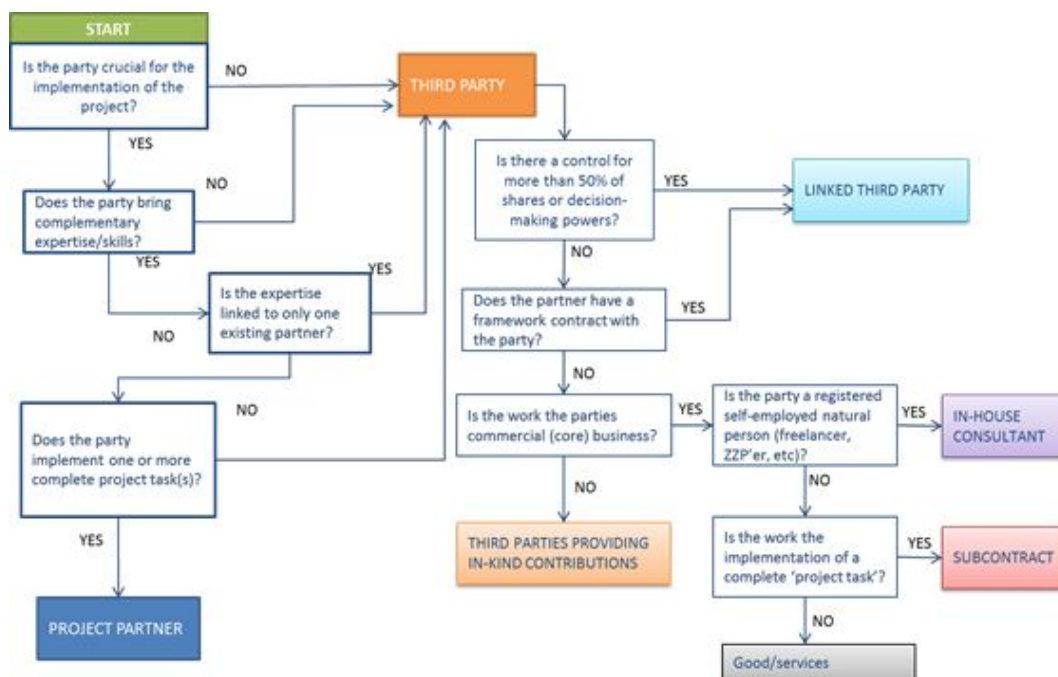 START
Is the party crucial for the
implementation of the
project?
NO
THIRD PARTY
YES
NO
Does the party bring
complementary
expertise/skills?
YES
Is there a control for
more than 50% of
shares or decision-
making powers?
YES
LINKED THIRD PARTY
NO
Is the expertise
linked to only one
existing partner?
YES
NO
Does the partner have a
framework contract with
the party?
YES
NO
NO
Does the party
implement one or more
complete project task(s)?
YES
Is the work the parties
commercial (core) business?
YES
Is the party a registered
self-employed natural
person (freelancer,
ZZP'er, etc)?
YES
IN-HOUSE
CONSULTANT
NO
NO
THIRD PARTIES PROVIDING
IN-KIND CONTRIBUTIONS
Is the work the
implementation of a
complete 'project task'?
YES
SUBCONTRACT
NO
PROJECT PARTNER
Good/services